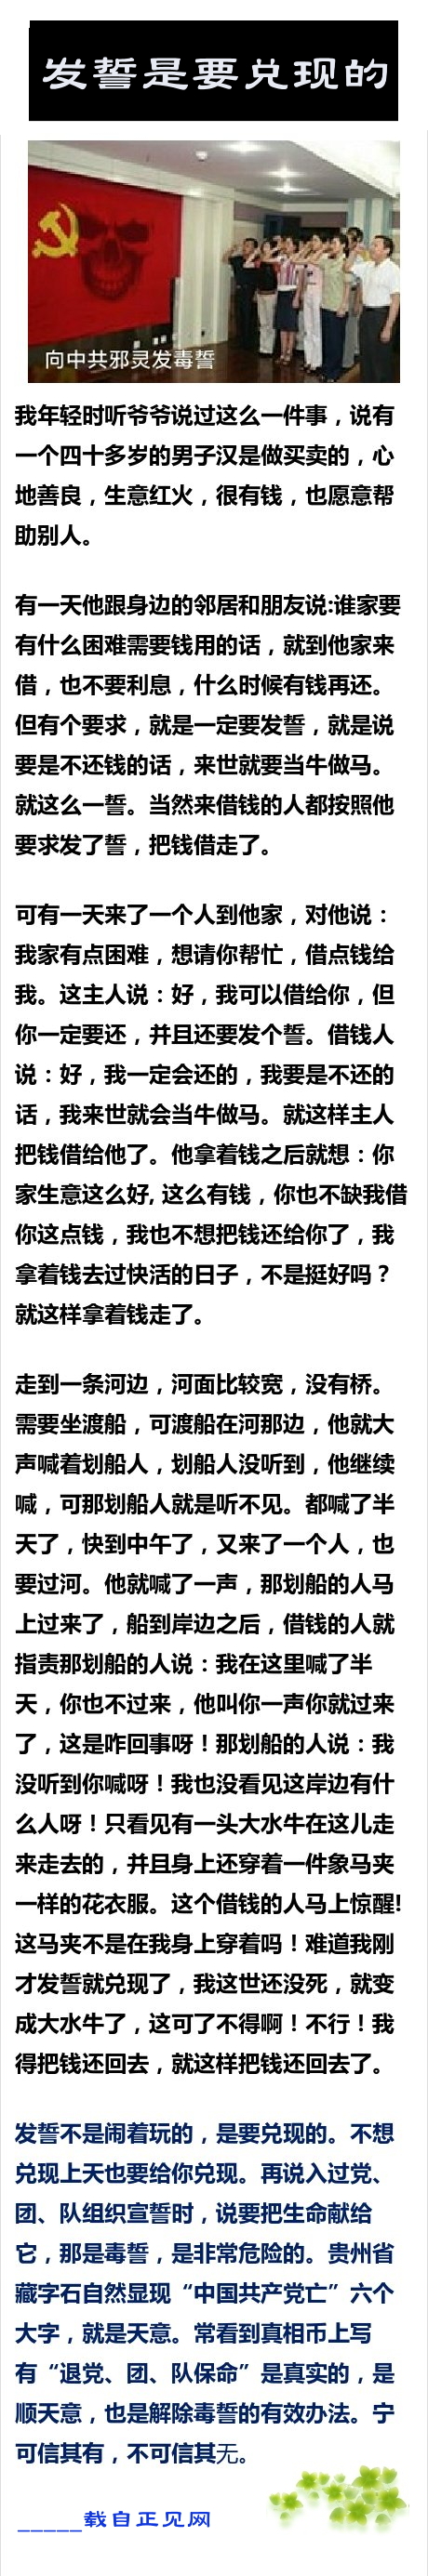 发誓是要兑现的
向中共邪灵发毒誓
我年轻时听爷爷说过这么一件事，说有
一个四十多岁的男子汉是做买卖的，心
地善良，生意红火，很有钱，也愿意帮
助别人。
有一天他跟身边的邻居和朋友说:谁家要
有什么困难需要钱用的话，就到他家来
借，也不要利息，什么时候有钱再还。
但有个要求，就是一定要发誓，就是说
要是不还钱的话，来世就要当牛做马。
就这么一誓。当然来借钱的人都按照他
要求发了誓，把钱借走了。
可有一天来了一个人到他家，对他说：
我家有点困难，想请你帮忙，借点钱给
我。这主人说：好，我可以借给你，但
你一定要还，并且还要发个誓。借钱人
说：好，我一定会还的，我要是不还的
话，我来世就会当牛做马。就这样主人
把钱借给他了。他拿着钱之后就想：你
家生意这么好, 这么有钱，你也不缺我借
你这点钱，我也不想把钱还给你了，我
拿着钱去过快活的日子，不是挺好吗？
就这样拿着钱走了。
走到一条河边，河面比较宽，没有桥。
需要坐渡船，可渡船在河那边，他就大
声喊着划船人，划船人没听到，他继续
喊，可那划船人就是听不见。都喊了半
天了，快到中午了，又来了一个人，也
要过河。他就喊了一声，那划船的人马
上过来了，船到岸边之后，借钱的人就
指责那划船的人说：我在这里喊了半
天，你也不过来，他叫你一声你就过来
了，这是咋回事呀！那划船的人说：我
没听到你喊呀！我也没看见这岸边有什
么人呀！只看见有一头大水牛在这儿走
来走去的，并且身上还穿着一件象马夹
一样的花衣服。这个借钱的人马上惊醒!
这马夹不是在我身上穿着吗！难道我刚
才发誓就兑现了，我这世还没死，就变
成大水牛了，这可了不得啊！不行！我
得把钱还回去，就这样把钱还回去了。
发誓不是闹着玩的，是要兑现的。不想
兑现上天也要给你兑现。再说入过党、
团、队组织宣誓时，说要把生命献给
它，那是毒誓，是非常危险的。贵州省
藏字石自然显现“中国共产党亡”六个
大字，就是天意。常看到真相币上写
有“退党、团、队保命”是真实的，是
顺天意，也是解除毒誓的有效办法。宁
可信其有，不可信其无。
_____载自正见网